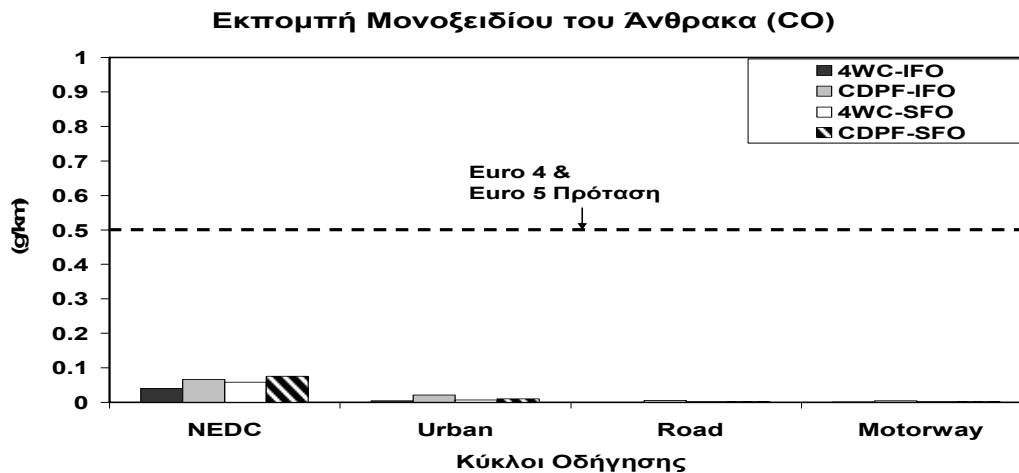 Εκπομπή Μονοξειδίου του Άνθρακα (CO)
1
0.9
0.8
0.7
0.6
0.5
0.4
0.3
0.2
0.1
0
(g/km)
4WC-IFO
CDPF-IFO
4WC-SFO
CDPF-SFO
Euro 4 &
Euro 5 Πρόταση
NEDC Urban Road Motorway
Κύκλοι Οδήγησης